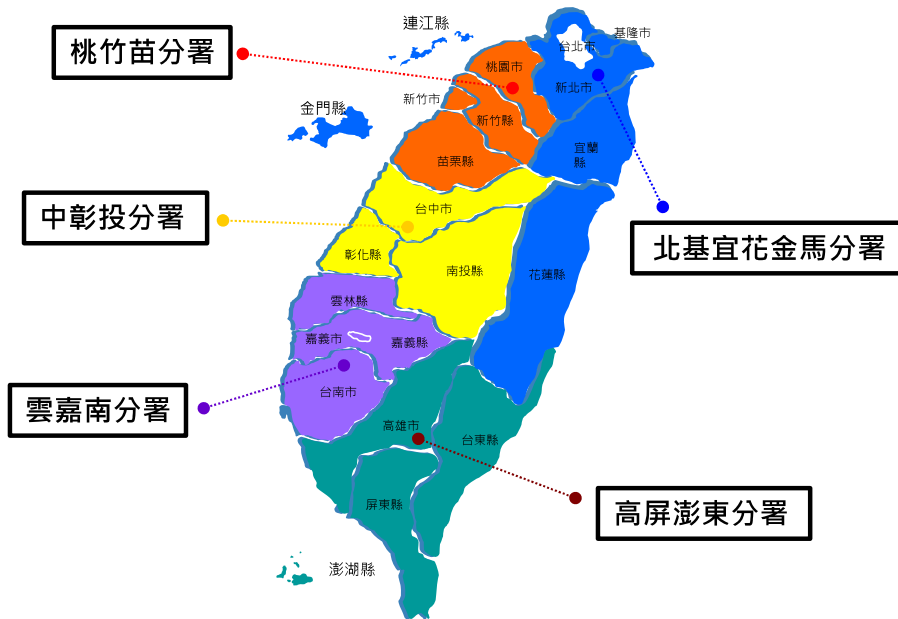 連江縣
基隆市
台北市
桃竹苗分署
桃園市
新北市
新竹市
金門縣
新竹縣
宜蘭
縣
苗栗縣
中彰投分署
台中市
北基宜花金馬分署
彰化縣
南投縣
花蓮縣
雲林縣
嘉義市
嘉義縣
台南市
雲嘉南分署
高雄市
台東縣
屏東縣
高屏澎東分署
澎湖縣